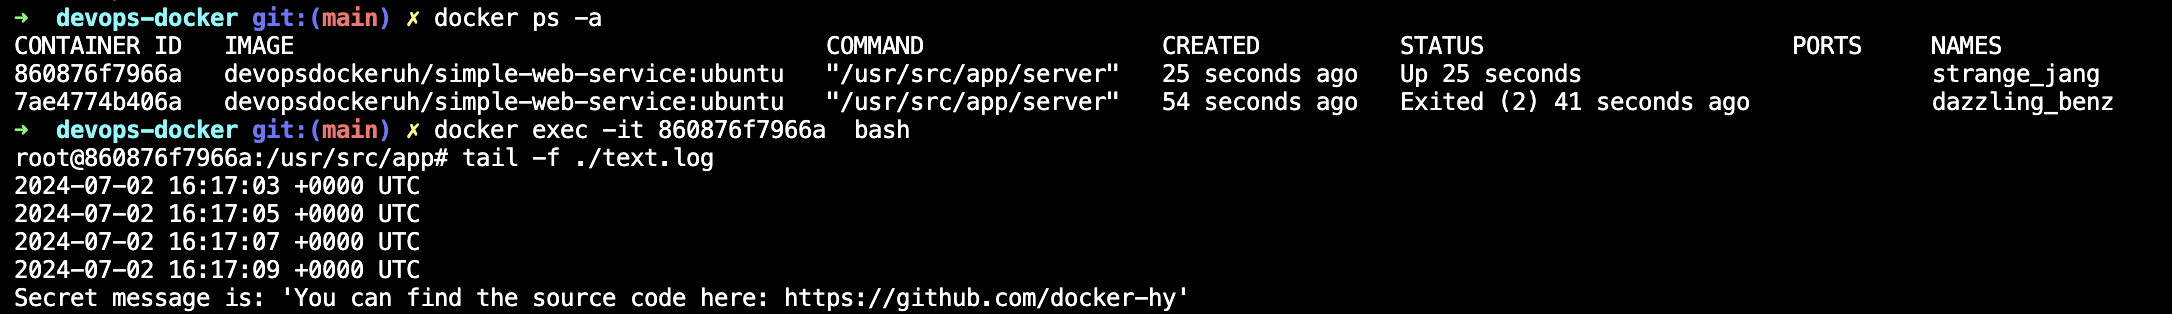 ➜  devops-docker git:(main) ✗ docker ps -a
CONTAINER ID   IMAGE                                      COMMAND                 CREATED          STATUS                      PORTS     NAMES
860876f7966a   devopsdockeruh/simple-web-service:ubuntu   "/usr/src/app/server"   25 seconds ago   Up 25 seconds                         strange_jang
7ae4774b406a   devopsdockeruh/simple-web-service:ubuntu   "/usr/src/app/server"   54 seconds ago   Exited (2) 41 seconds ago             dazzling_benz
➜  devops-docker git:(main) ✗ docker exec -it 860876f7966a  bash
root@860876f7966a:/usr/src/app# tail -f ./text.log
2024-07-02 16:17:03 +0000 UTC
2024-07-02 16:17:05 +0000 UTC
2024-07-02 16:17:07 +0000 UTC
2024-07-02 16:17:09 +0000 UTC
Secret message is: 'You can find the source code here: https://github.com/docker-hy'